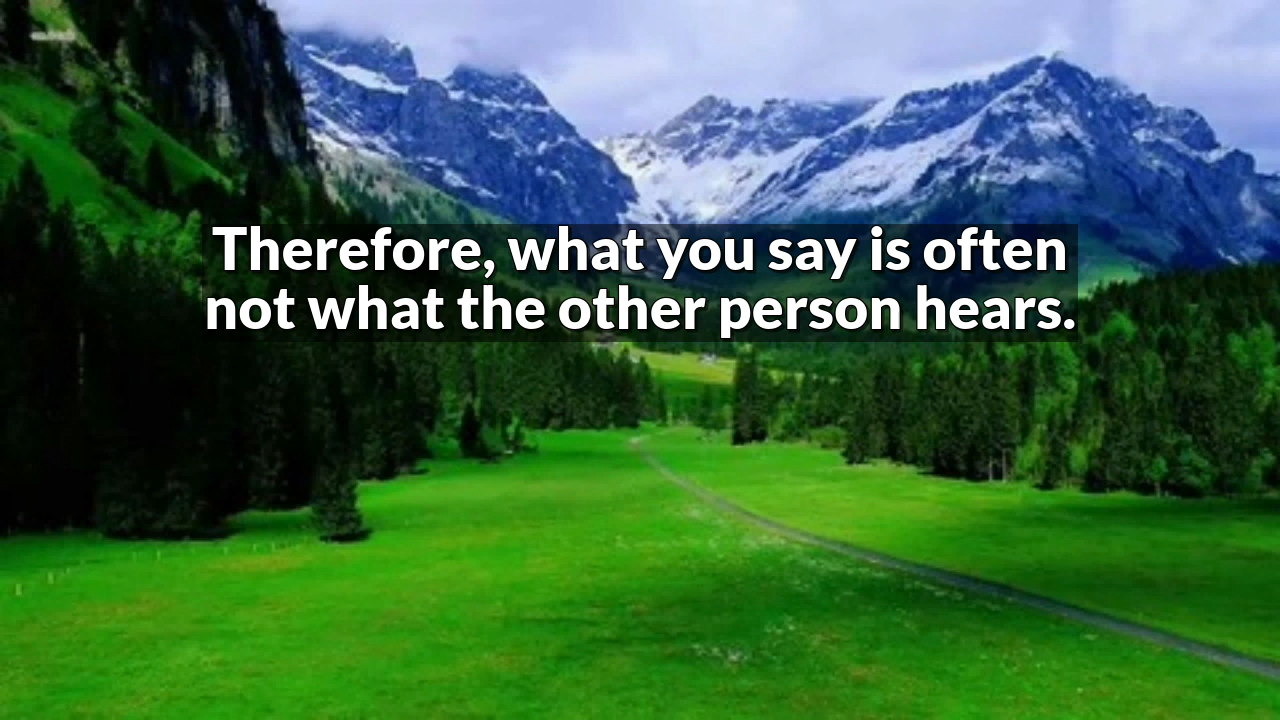 Therefore, what you say is often
not what the other person hears.